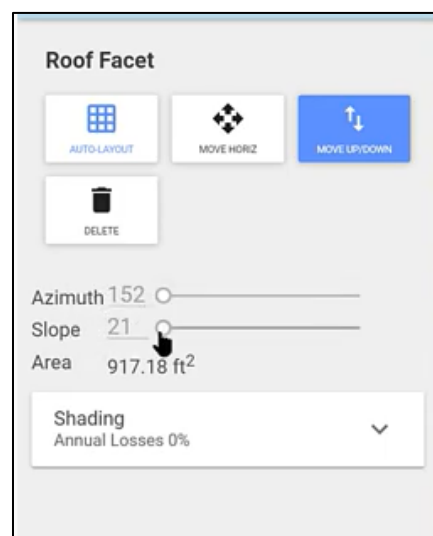 Roof Facet
AUTO-LAYOUT
MOVE HORIZ
MOVE UP/DOWN
DELETE
Azimuth 152
Slope 21
Area 917.18 ft²
Shading
Annual Losses 0%